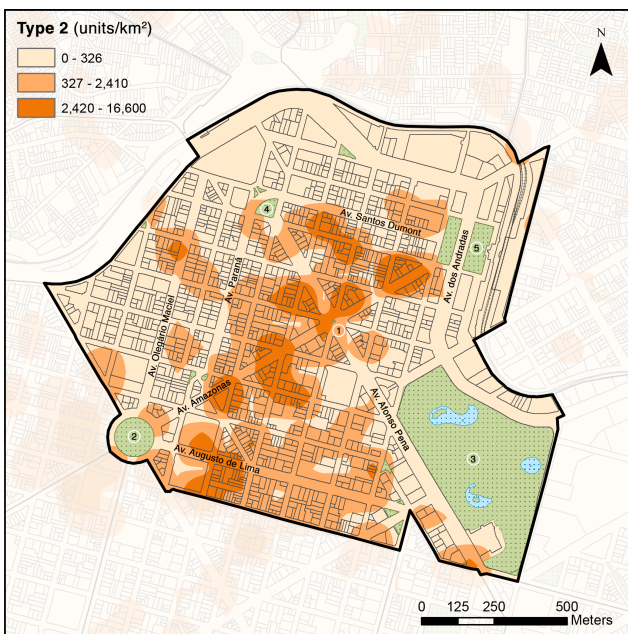 Type 2 (units/km²)
0 - 326
327 - 2,410
2,420 - 16,600
N
4
Av. Santos Dumont
5
Av. dos Andradas
Av. Paraná
Av. Olegário Maciel
1
Av. Amazonas
Av. Afonso Pena
2
Av. Augusto de Lima
3
0 125 250 500
Meters